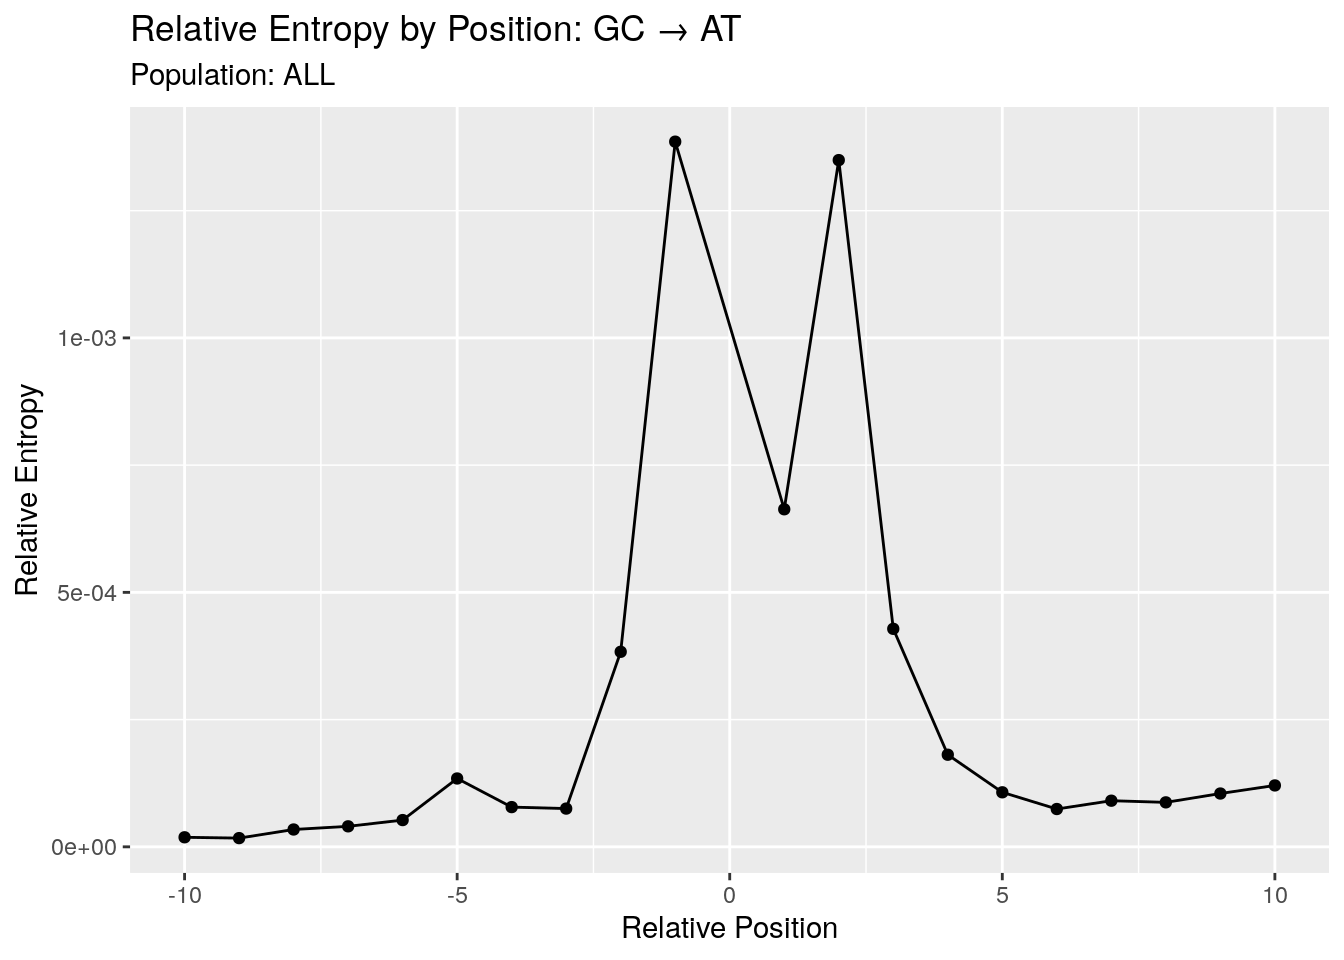 Relative Entropy by Position: GC → AT
Population: ALL
1e-03
5e-04
0e+00
Relative Entropy
-10
-5
0
5
10
Relative Position